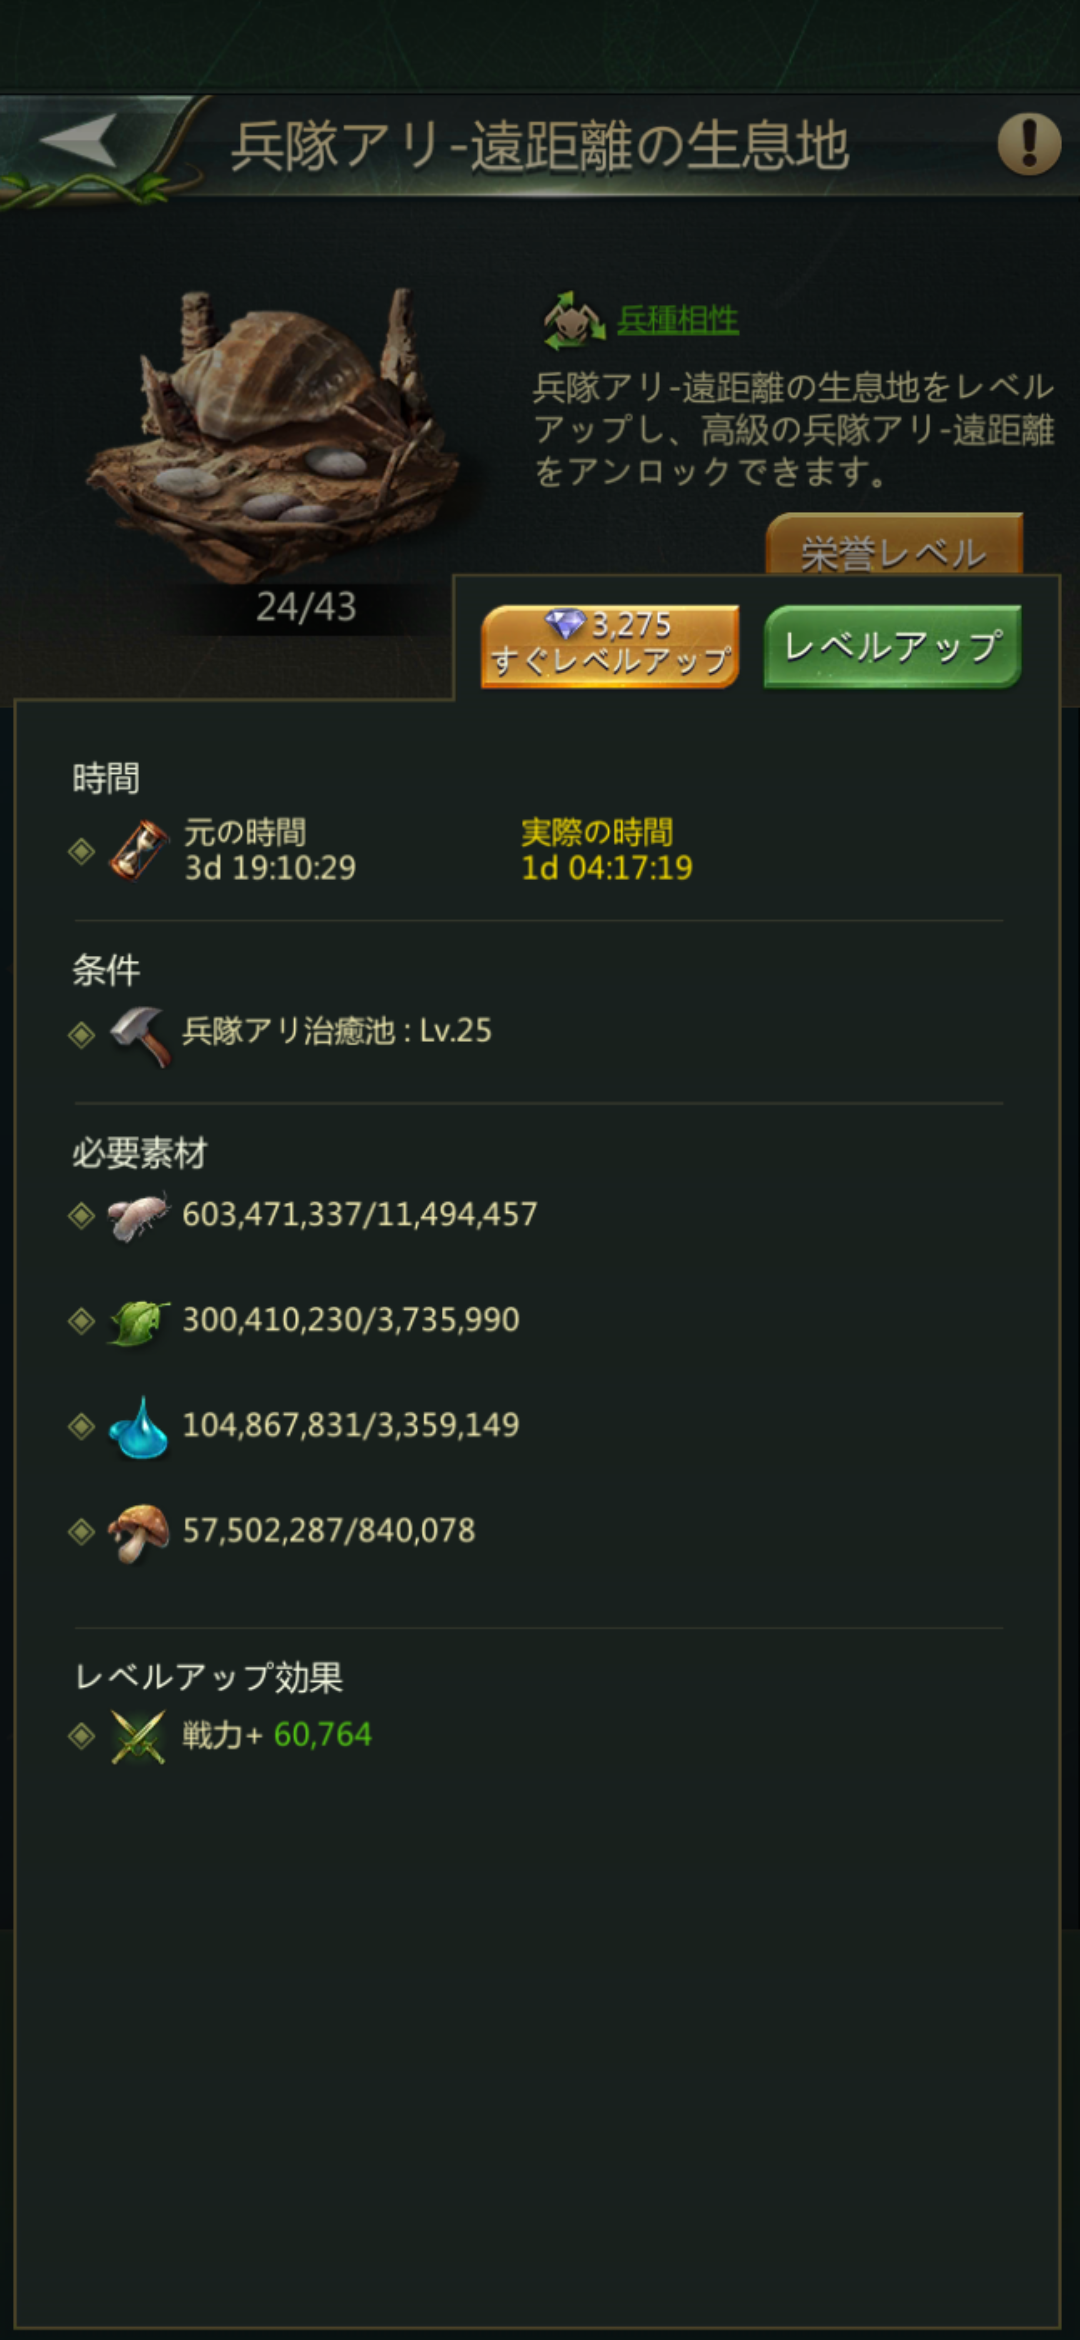 兵隊アリ-遠距離の生息地
兵種相性
兵隊アリ-遠距離の生息地をレベル
アップし、高級の兵隊アリ-遠距離
をアンロックできます。
栄誉レベル
24/43
3,275
すぐレベルアップ
レベルアップ
時間
元の時間
3d 19:10:29
実際の時間
1d 04:17:19
条件
兵隊アリ治癒池 : Lv.25
必要素材
603,471,337/11,494,457
300,410,230/3,735,990
104,867,831/3,359,149
57,502,287/840,078
レベルアップ効果
戦力+ 60,764